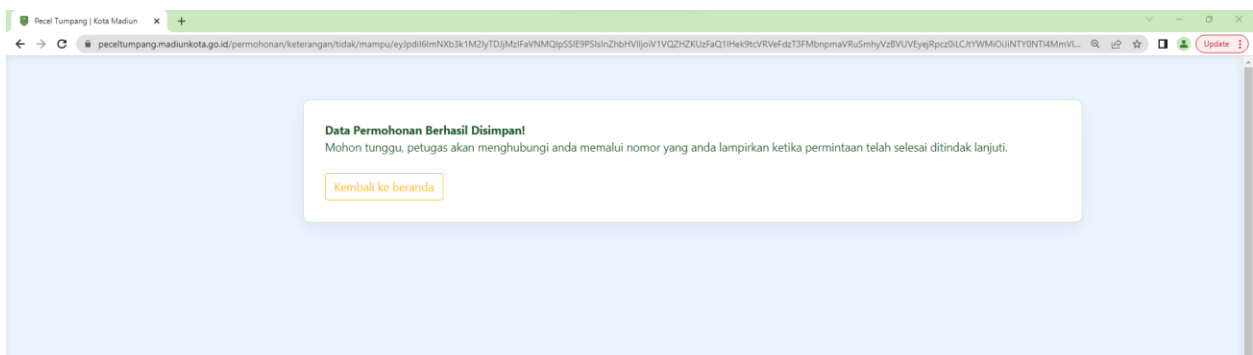 Pecel Tumpang | Kota Madiun
peceltumpang.madiunkota.go.id/permohonan/keterangan/tidak/mampu/
Update
Data Permohonan Berhasil Disimpan!
Mohon tunggu, petugas akan menghubungi anda memalui nomor yang anda lampirkan ketika permintaan telah selesai ditindak lanjuti.
Kembali ke beranda